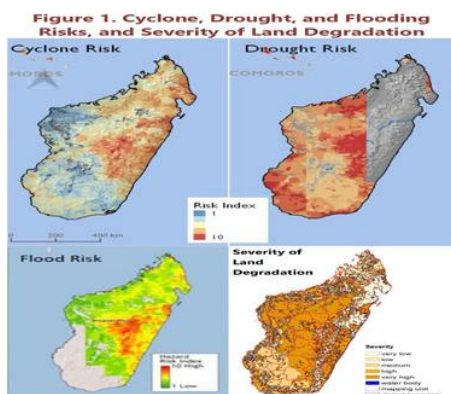 Figure 1. Cyclone, Drought, and Flooding
Risks, and Severity of Land Degradation
Cyclone Risk
COMOROS
Drought Risk
COMOROS
Risk Index
1
10
0 200 400 km
Flood Risk
Hazard
Risk Index
10 High
1 Low
Severity of
Land
Degradation
Severity
very low
low
medium
high
very high
water body
mapping unit